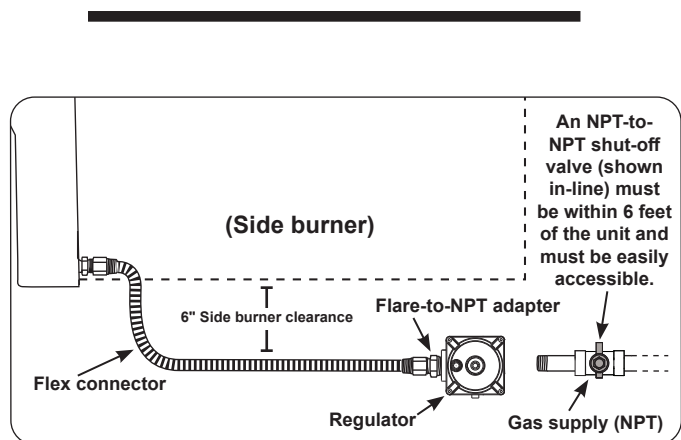 An NPT-to-
NPT shut-off
valve (shown
in-line) must
be within 6 feet
of the unit and
must be easily
accessible.
(Side burner)
6" Side burner clearance
Flare-to-NPT adapter
Flex connector
Regulator
Gas supply (NPT)